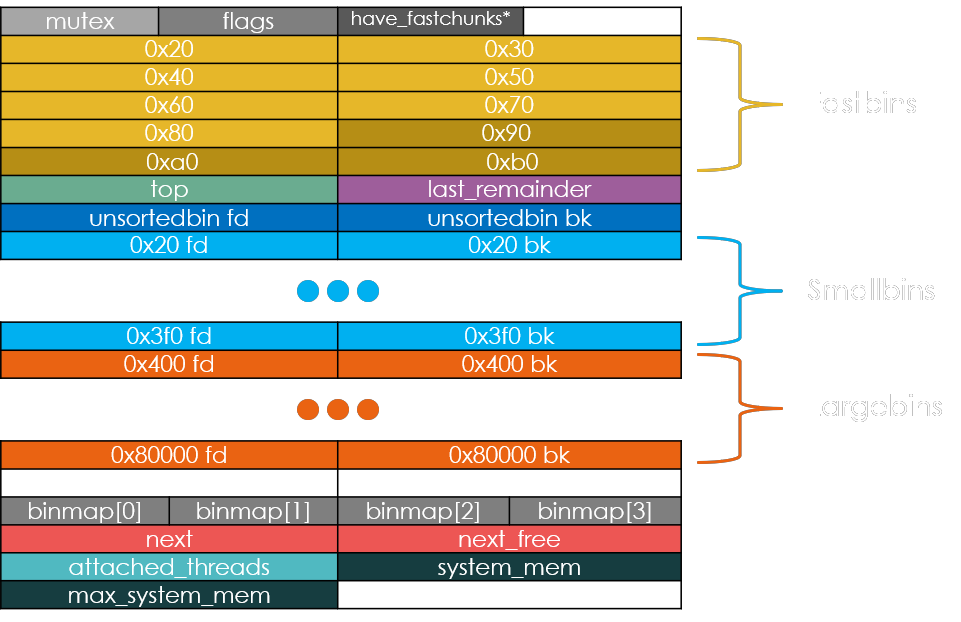 mutex flags have_fastchunks*
0x20 0x30
0x40 0x50
0x60 0x70
0x80 0x90
0xa0 0xb0
fastbins
top last_remainder
unsortedbin fd unsortedbin bk
0x20 fd 0x20 bk
Smallbins
0x3f0 fd 0x3f0 bk
0x400 fd 0x400 bk
Largebins
0x80000 fd 0x80000 bk
binmap[0] binmap[1] binmap[2] binmap[3]
next next_free
attached_threads system_mem
max_system_mem